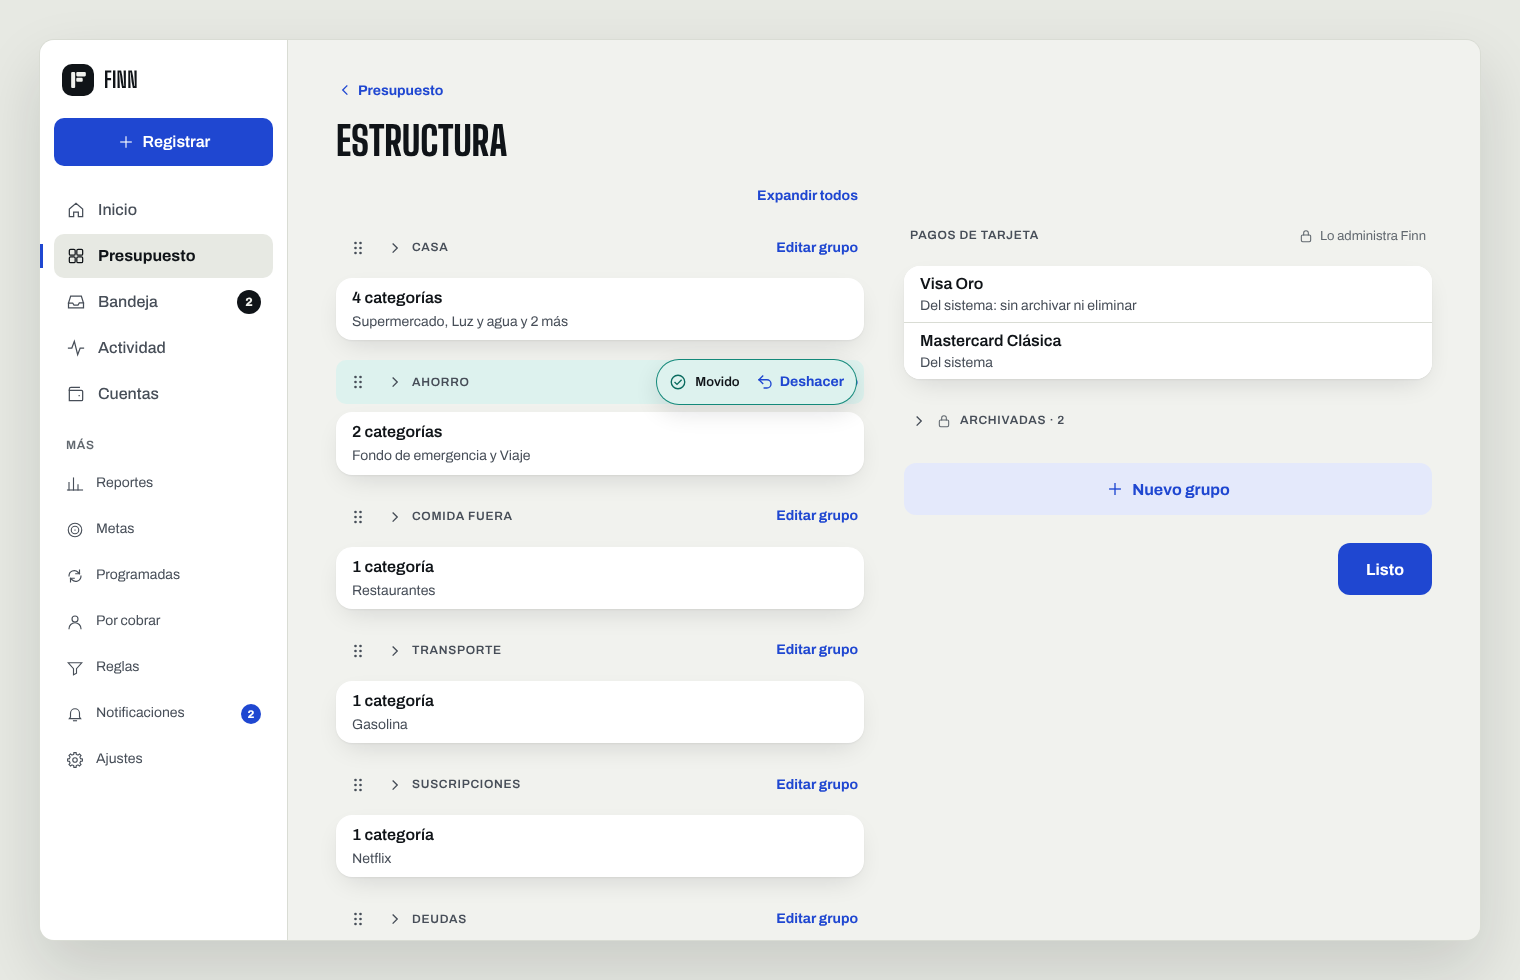 FINN
Registrar
Inicio
Presupuesto
Bandeja 2
Actividad
Cuentas
MÁS
Reportes
Metas
Programadas
Por cobrar
Reglas
Notificaciones 2
Ajustes
Presupuesto
ESTRUCTURA
Expandir todos
CASA Editar grupo
4 categorías
Supermercado, Luz y agua y 2 más
AHORRO Movido Deshacer
2 categorías
Fondo de emergencia y Viaje
COMIDA FUERA Editar grupo
1 categoría
Restaurantes
TRANSPORTE Editar grupo
1 categoría
Gasolina
SUSCRIPCIONES Editar grupo
1 categoría
Netflix
DEUDAS Editar grupo
PAGOS DE TARJETA Lo administra Finn
Visa Oro
Del sistema: sin archivar ni eliminar
Mastercard Clásica
Del sistema
ARCHIVADAS · 2
Nuevo grupo
Listo